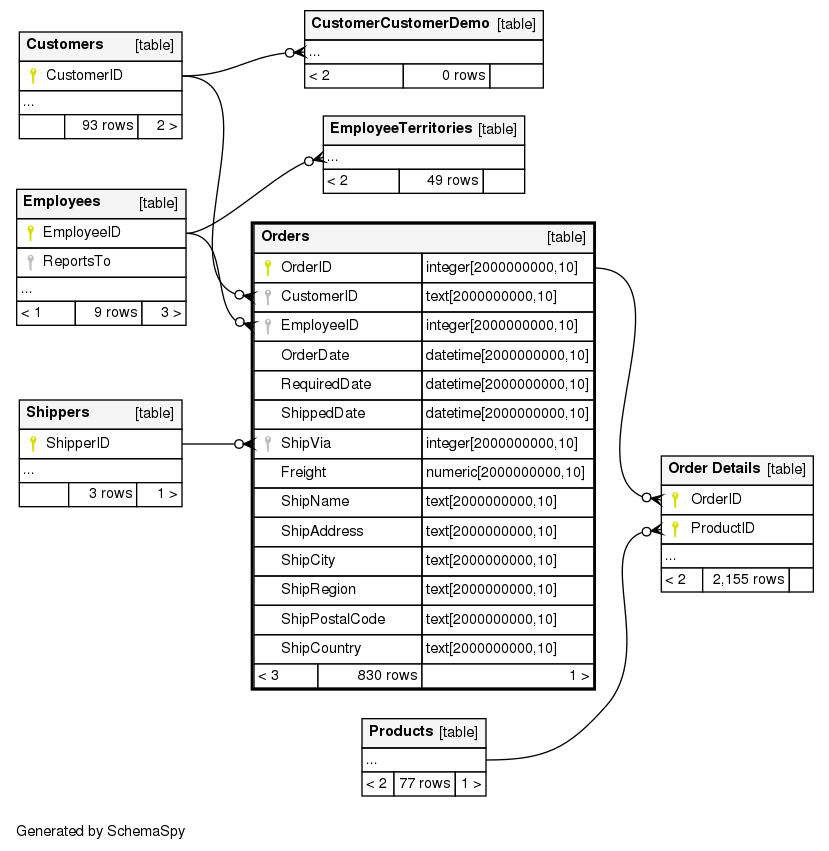 Customers [table]
CustomerID
...
93 rows 2 >
CustomerCustomerDemo [table]
...
< 2 0 rows
EmployeeTerritories [table]
...
< 2 49 rows
Employees [table]
EmployeeID
ReportsTo
...
< 1 9 rows 3 >
Orders [table]
OrderID integer[2000000000,10]
CustomerID text[2000000000,10]
EmployeeID integer[2000000000,10]
OrderDate datetime[2000000000,10]
RequiredDate datetime[2000000000,10]
ShippedDate datetime[2000000000,10]
ShipVia integer[2000000000,10]
Freight numeric[2000000000,10]
ShipName text[2000000000,10]
ShipAddress text[2000000000,10]
ShipCity text[2000000000,10]
ShipRegion text[2000000000,10]
ShipPostalCode text[2000000000,10]
ShipCountry text[2000000000,10]
< 3 830 rows 1 >
Shippers [table]
ShipperID
...
3 rows 1 >
Order Details [table]
OrderID
ProductID
...
< 2 2,155 rows
Products [table]
...
< 2 77 rows 1 >
Generated by SchemaSpy